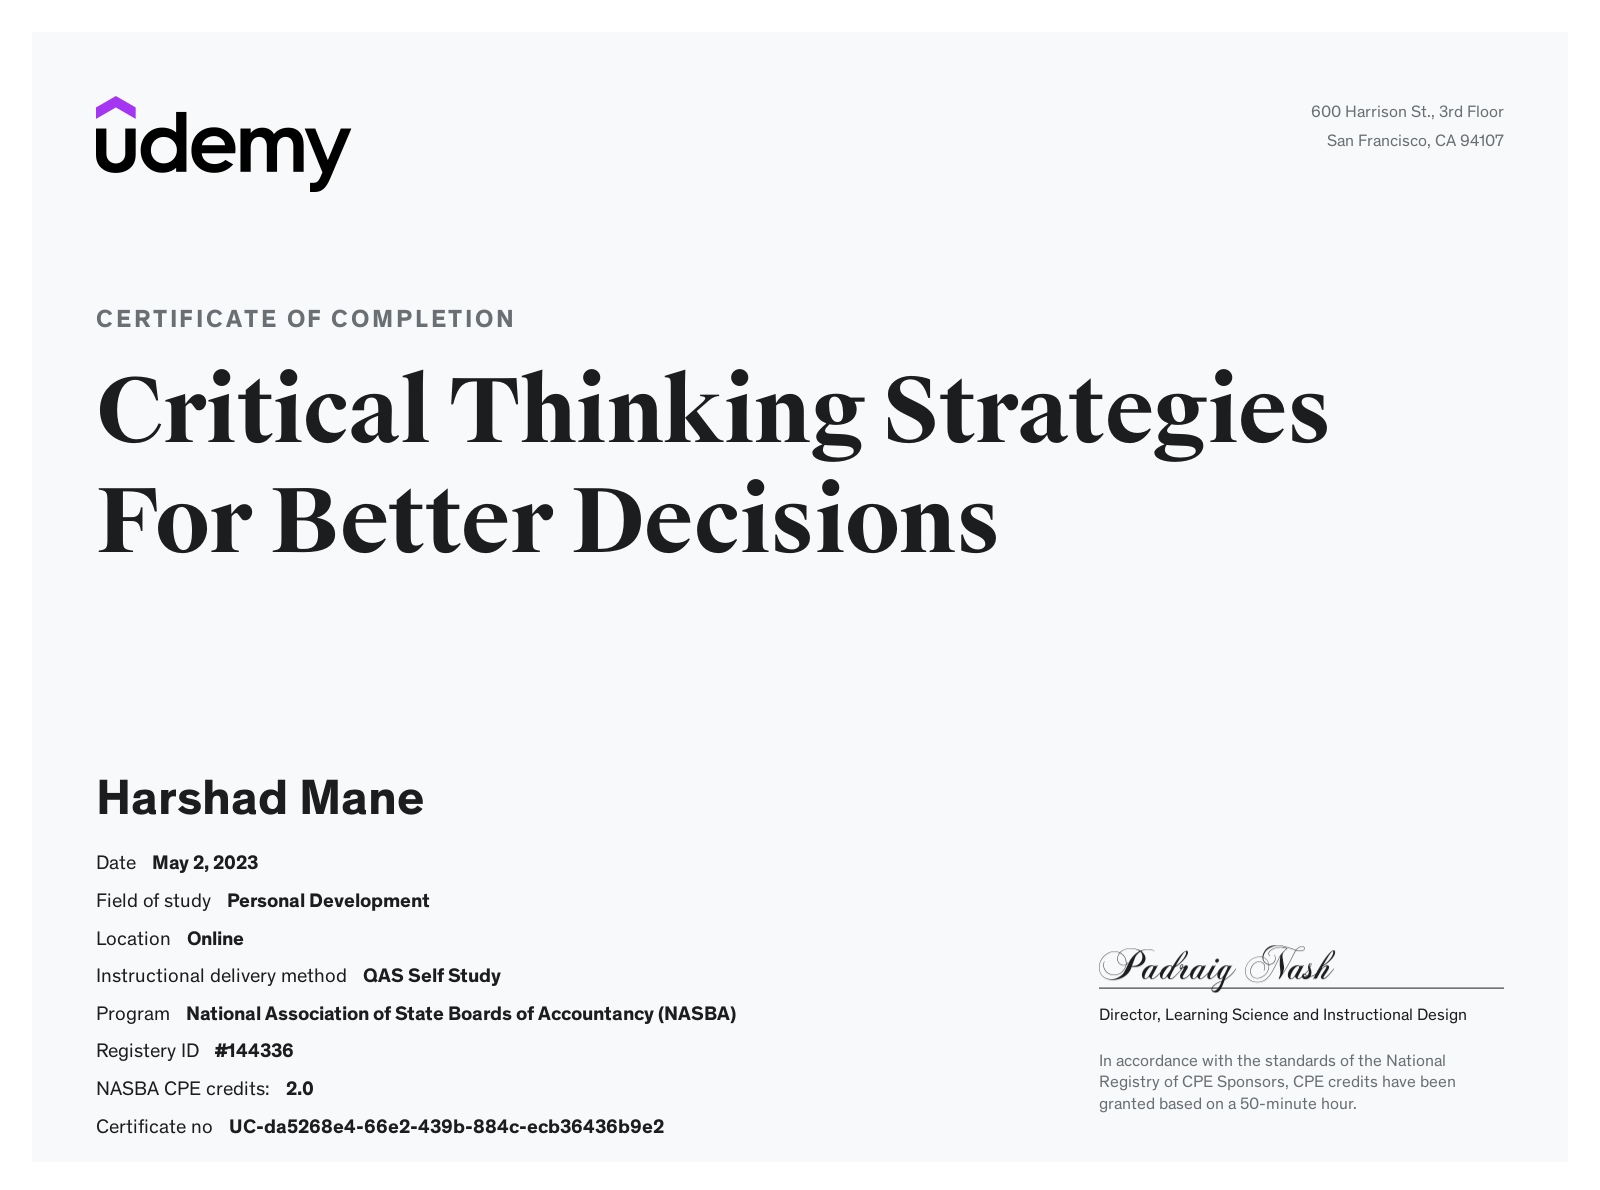 udemy
600 Harrison St., 3rd Floor
San Francisco, CA 94107
CERTIFICATE OF COMPLETION
Critical Thinking Strategies
For Better Decisions
Harshad Mane
Date May 2, 2023
Field of study Personal Development
Location Online
Instructional delivery method QAS Self Study
Program National Association of State Boards of Accountancy (NASBA)
Registery ID #144336
NASBA CPE credits: 2.0
Certificate no UC-da5268e4-66e2-439b-884c-ecb36436b9e2
Padraig Nash
Director, Learning Science and Instructional Design
In accordance with the standards of the National
Registry of CPE Sponsors, CPE credits have been
granted based on a 50-minute hour.